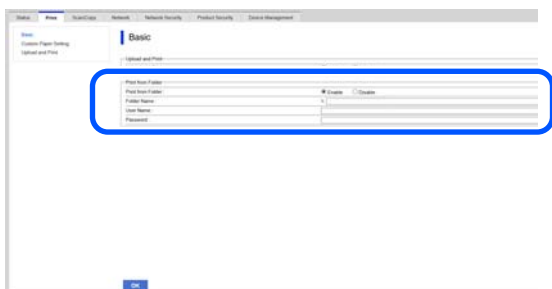 Status Print Scan/Copy Network Network Security Product Security Device Management
Basic
Custom Paper Setting
Upload and Print
Basic
Upload and Print
Print from Folder
Print from Folder : Enable Disable
Folder Name : \\
User Name :
Password :
OK